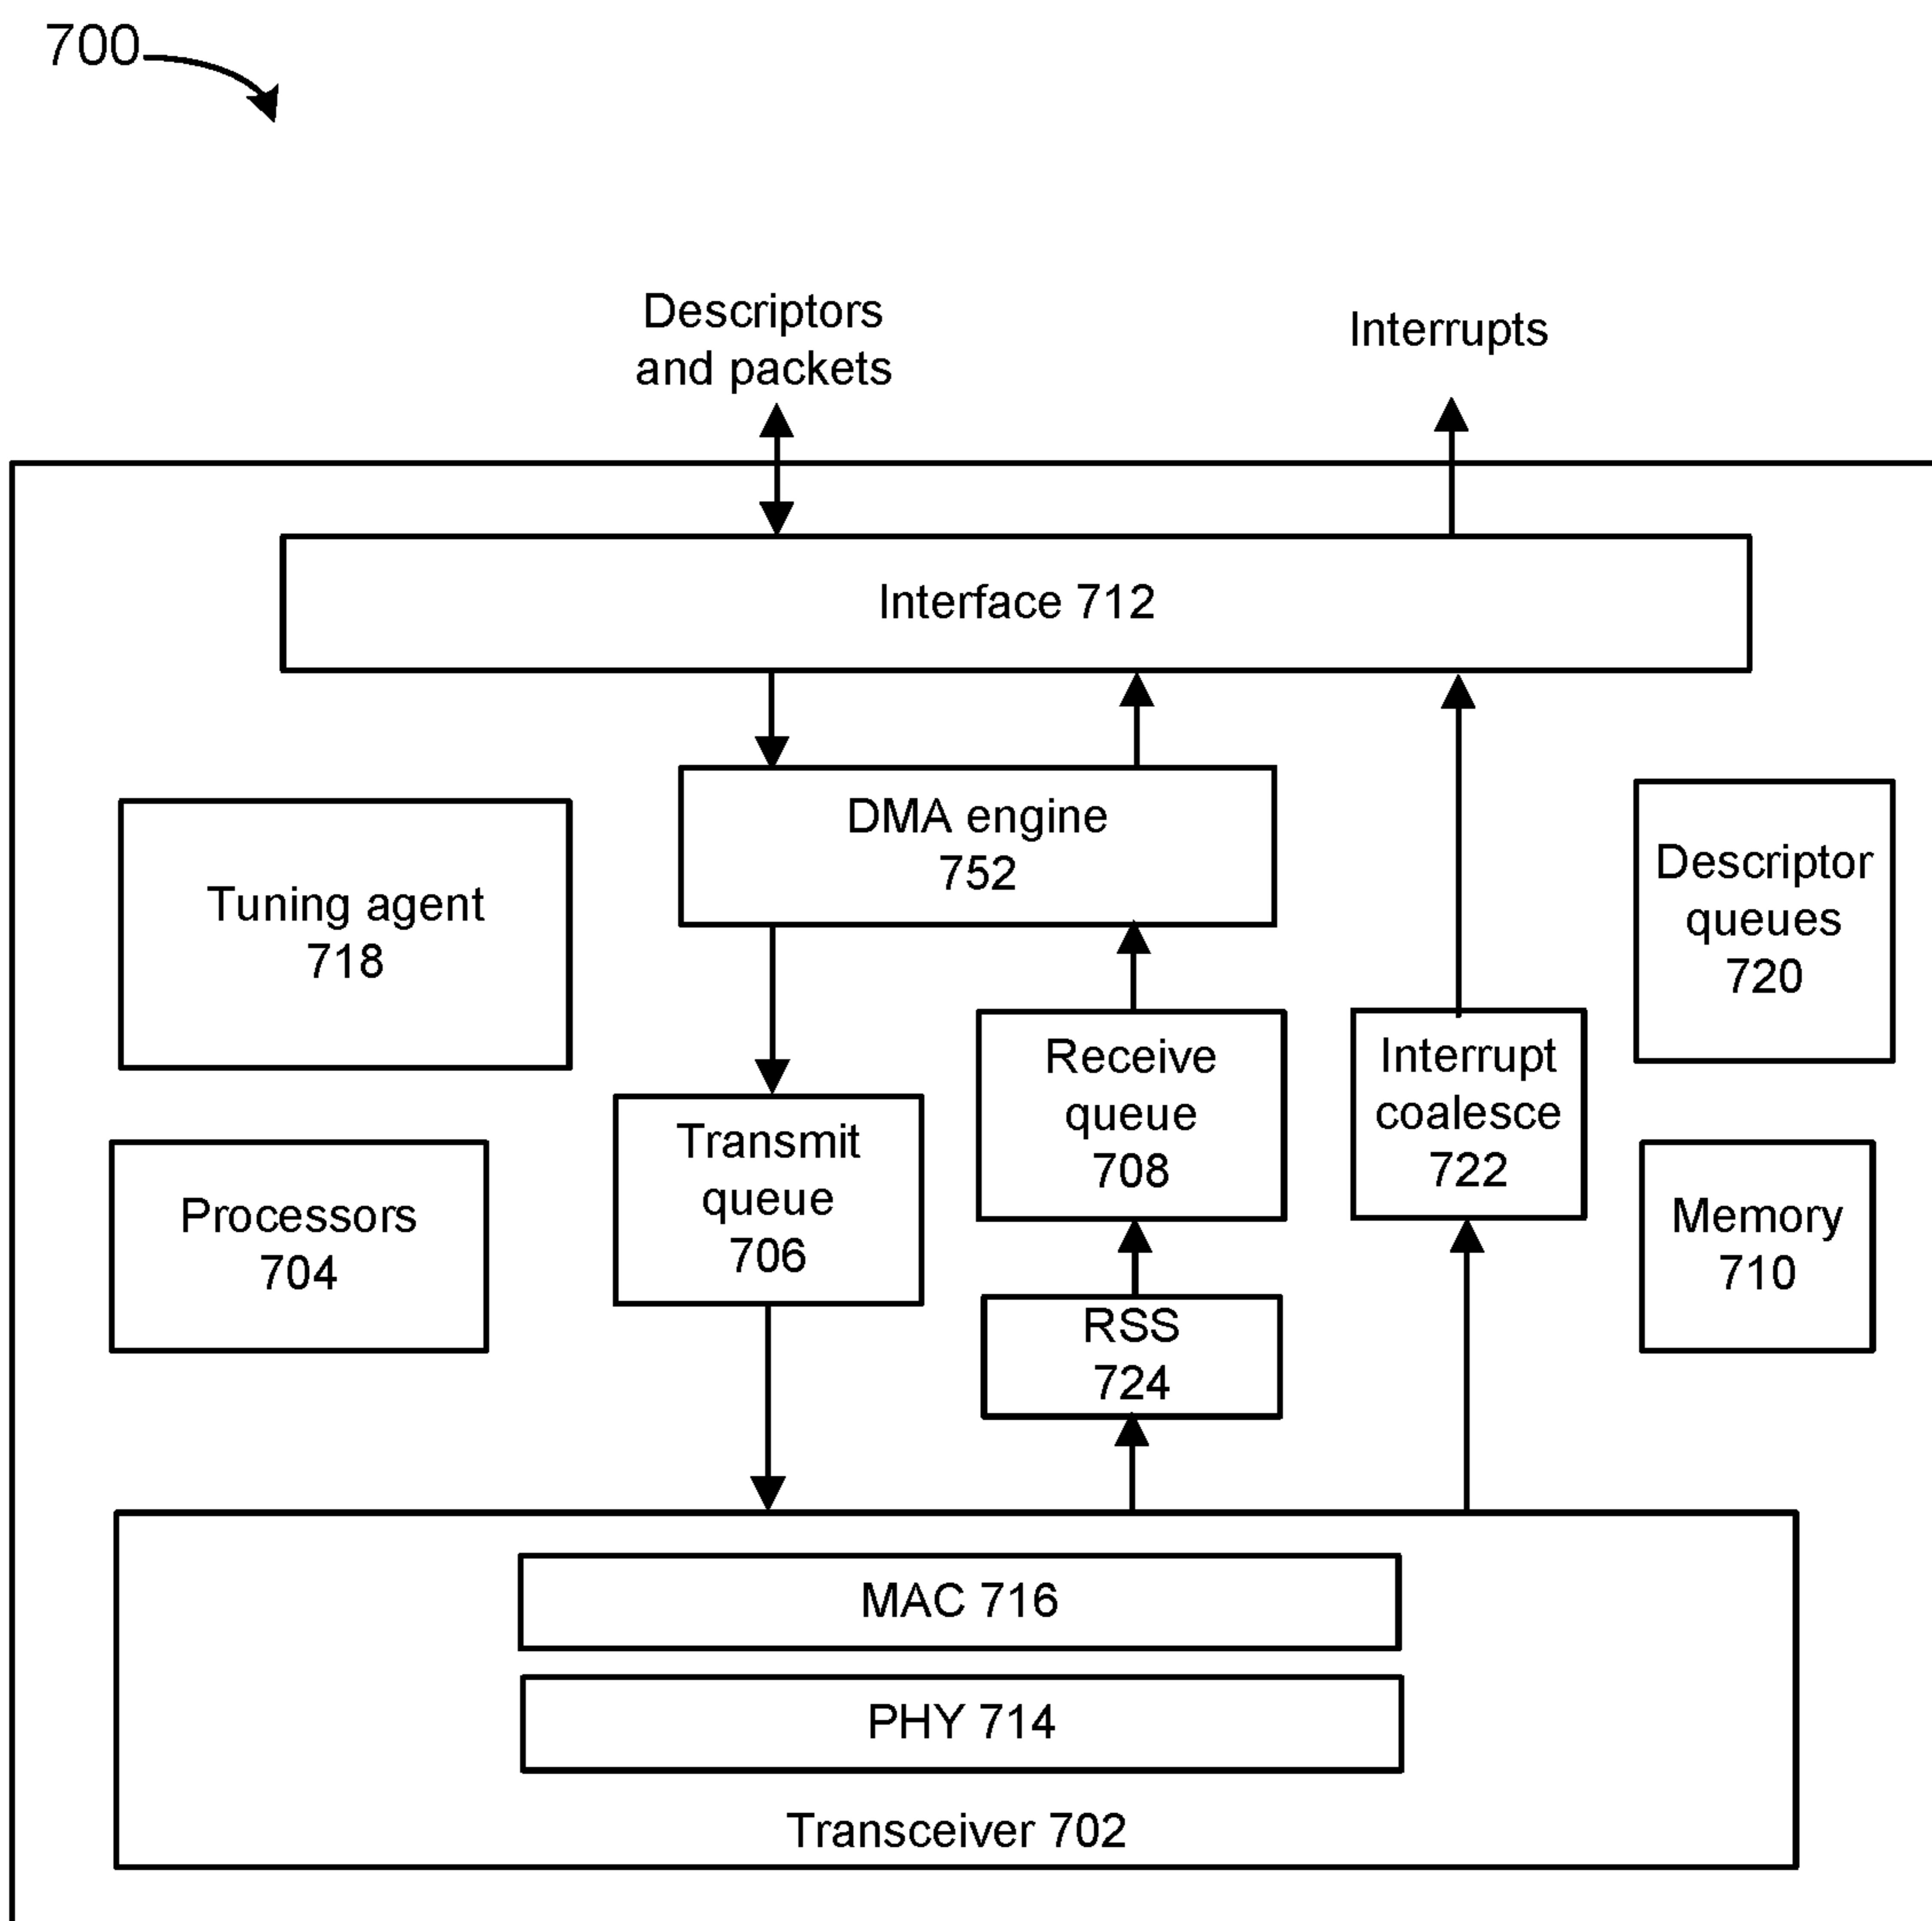 700
Descriptors
and packets
Interrupts
Interface 712
DMA engine
752
Tuning agent
718
Descriptor
queues
720
Receive
queue
708
Interrupt
coalesce
722
Transmit
queue
706
Processors
704
Memory
710
RSS
724
MAC 716
PHY 714
Transceiver 702